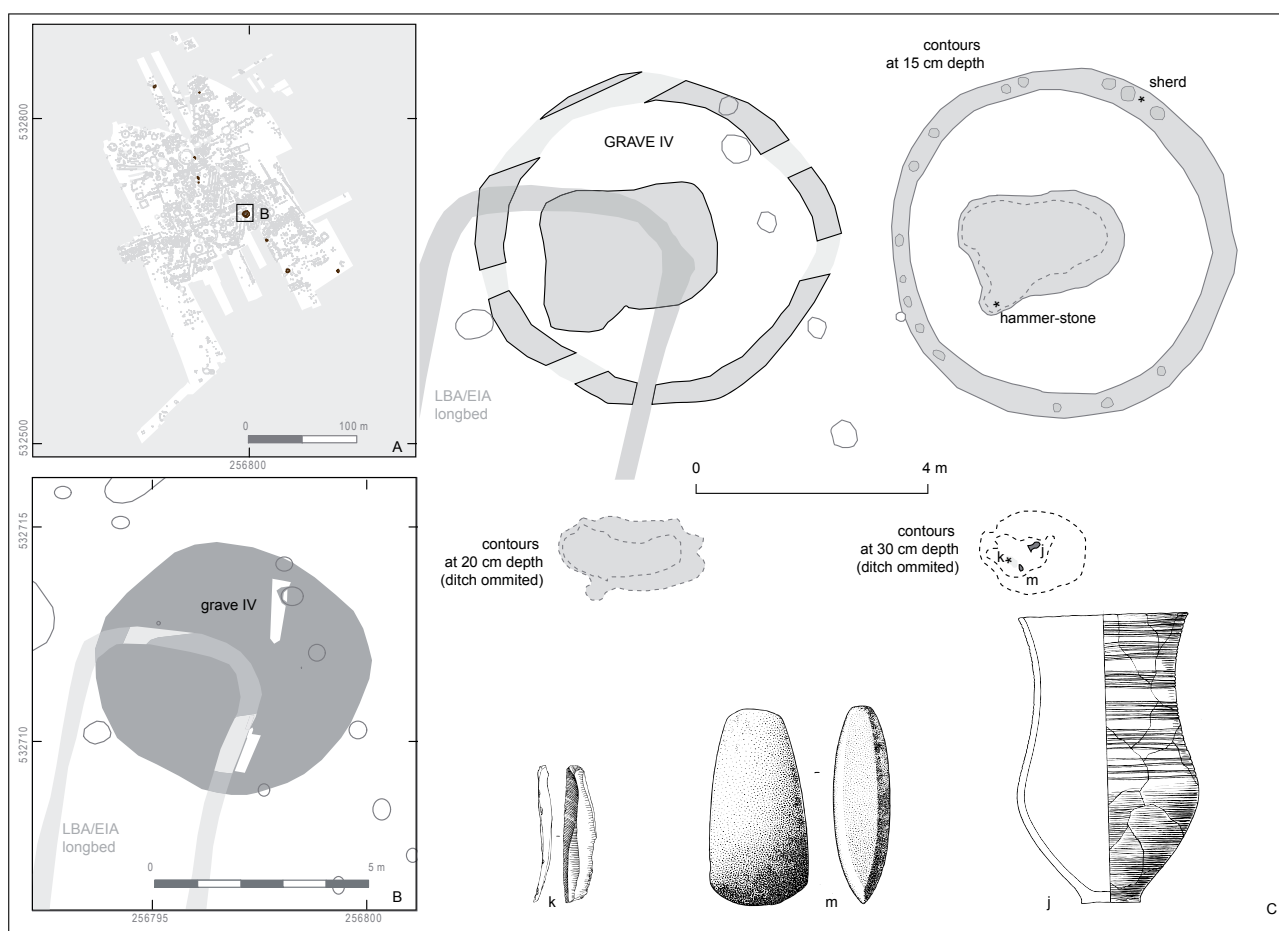 532800
532500
256800
B
0
100 m
A
532715
532710
256795
256800
grave IV
LBA/EIA
longbed
0
5 m
B
GRAVE IV
LBA/EIA
longbed
contours
at 15 cm depth
sherd
*
hammer-stone
*
0
4 m
contours
at 20 cm depth
(ditch ommited)
contours
at 30 cm depth
(ditch ommited)
k*
j
m
k
m
j
C